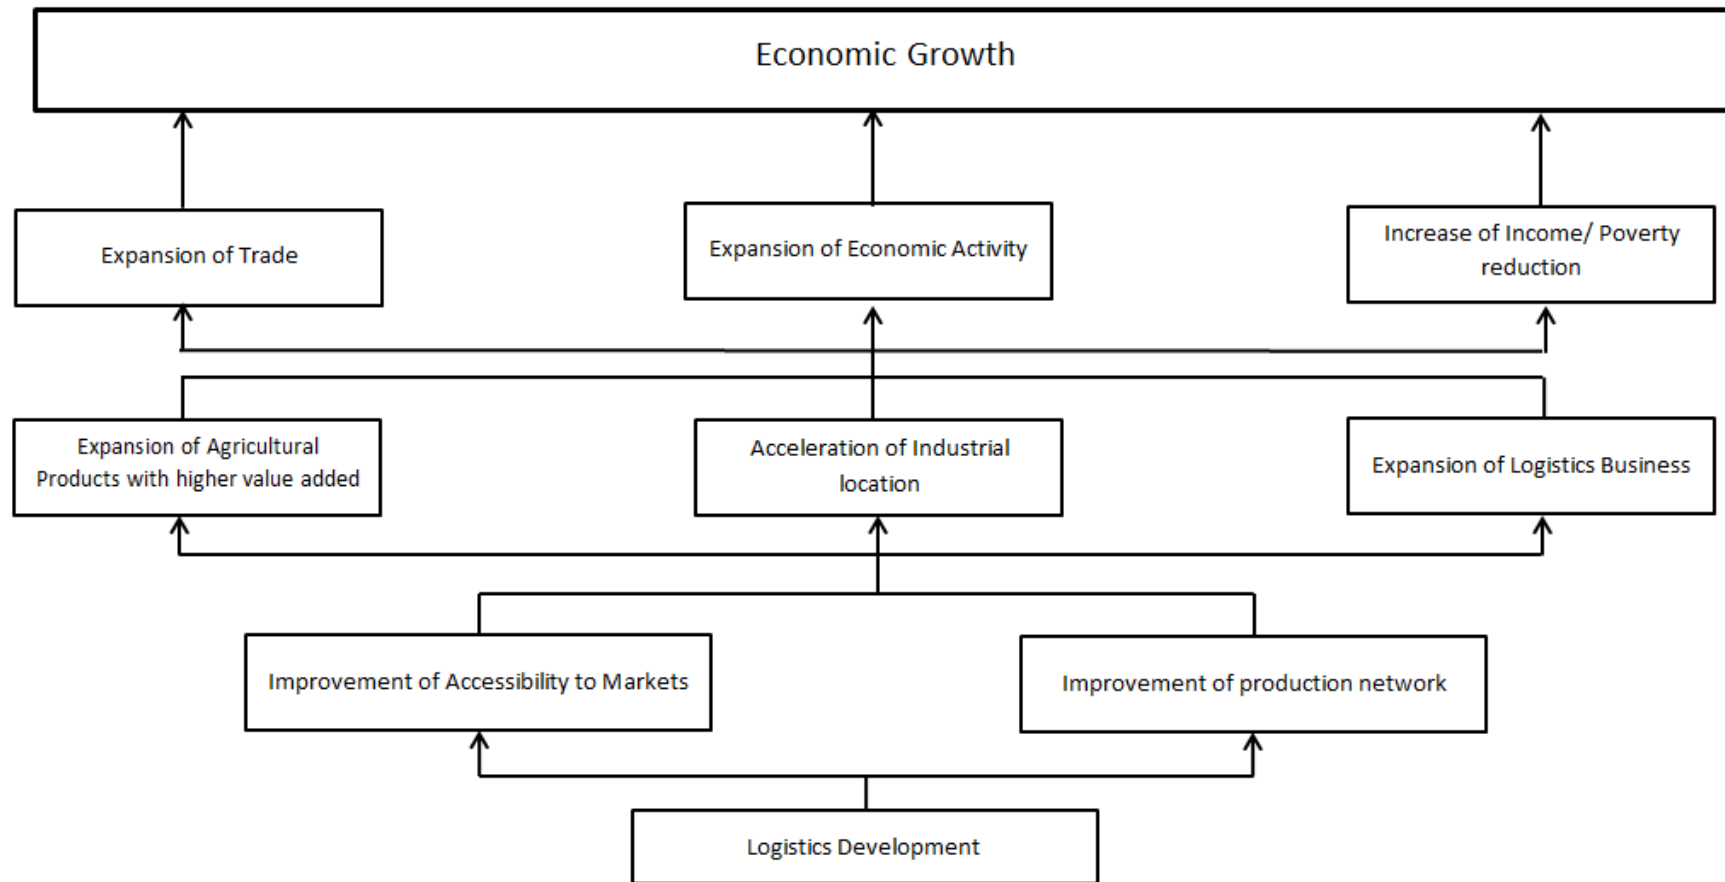 Economic Growth
Expansion of Trade
Expansion of Economic Activity
Increase of Income/ Poverty
reduction
Expansion of Agricultural
Products with higher value added
Acceleration of Industrial
location
Expansion of Logistics Business
Improvement of Accessibility to Markets
Improvement of production network
Logistics Development